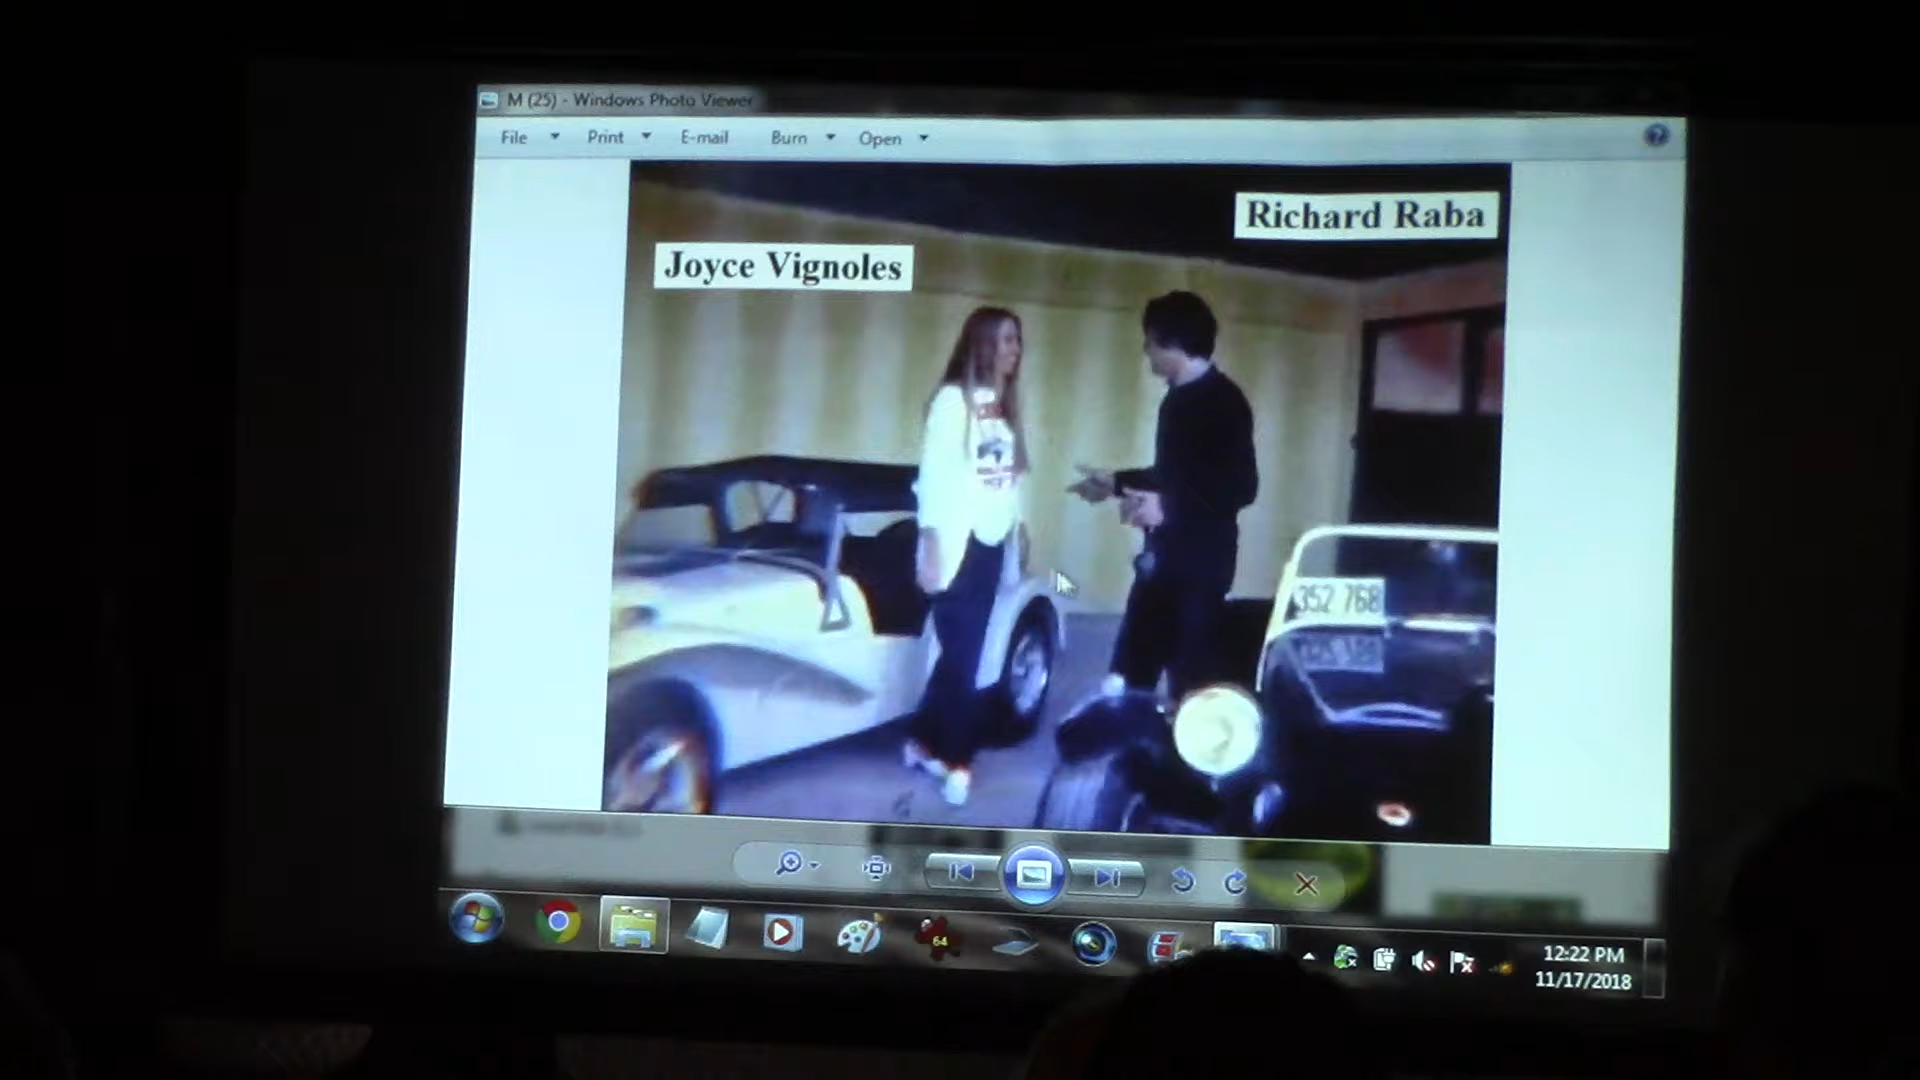 M (25) - Windows Photo Viewer
File Print E-mail Burn Open
Richard Raba
Joyce Vignoles
352 768
64
12:22 PM
11/17/2018